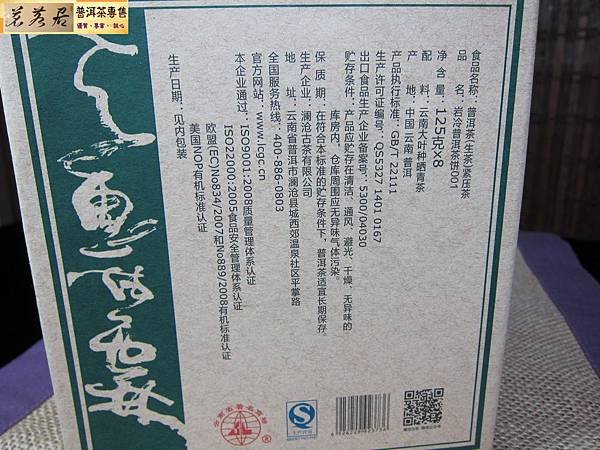 茗茗居
普洱茶専售
優質、專業、誠心
食品名称：普洱茶(生茶)紧压茶
品　名：岩冷普洱茶饼001
净含量：125克x8
配　料：云南大叶种晒青茶
产　地：中国 云南 普洱
产品执行标准：GB/T 22111
生产许可证编号：QS5327 1401 0167
出口食品生产企业备案号：5300/04030
贮存条件：产品应贮存在清洁、通风、避光、干燥、无异味的
库房内，仓库周围应无异味气体污染。
保 质 期：在符合本标准的贮存条件下，普洱茶适宜长期保存。
生产企业：澜沧古茶有限公司
地　址：云南省普洱市澜沧县城西郊温泉社区平掌路
全国服务热线：400-886-0803
官方网站：www.lcgc.cn
本企业通过：ISO9001:2008质量管理体系认证
ISO22000:2005食品安全管理体系认证
欧盟(EC)No834/2007和No889/2008有机标准认证
美国NOP有机标准认证
生产日期：见内包装